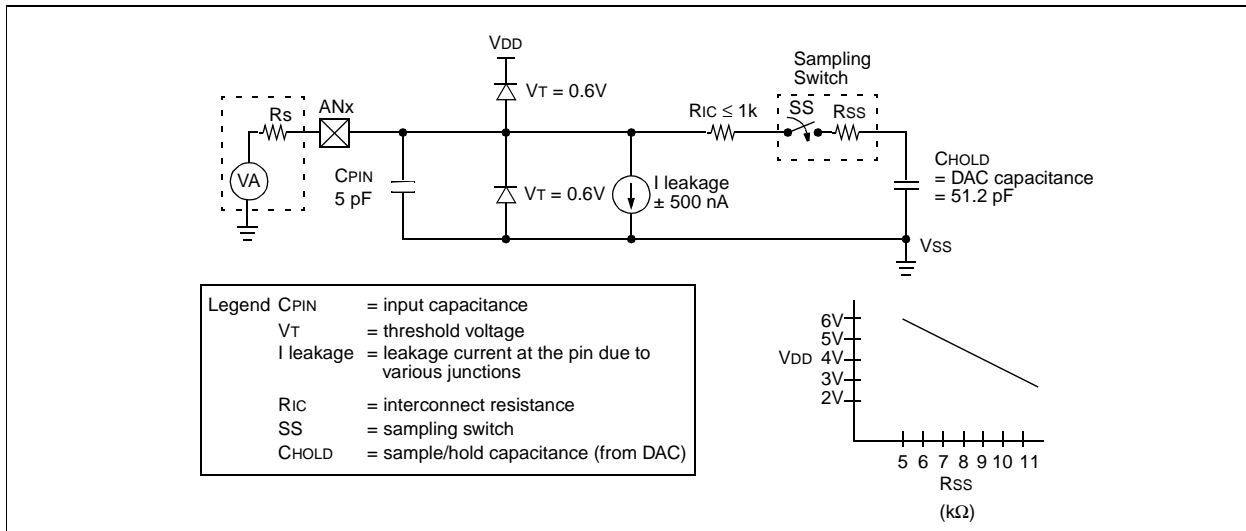 VDD
Sampling
Switch
VT = 0.6V
RS
ANx
RIC ≤ 1k
SS
RSS
VA
CPIN
5 pF
VT = 0.6V
I leakage
± 500 nA
CHOLD
= DAC capacitance
= 51.2 pF
VSS
Legend CPIN = input capacitance
VT = threshold voltage
I leakage = leakage current at the pin due to
various junctions
RIC = interconnect resistance
SS = sampling switch
CHOLD = sample/hold capacitance (from DAC)
6V
5V
VDD 4V
3V
2V
5 6 7 8 9 10 11
RSS
(kΩ)